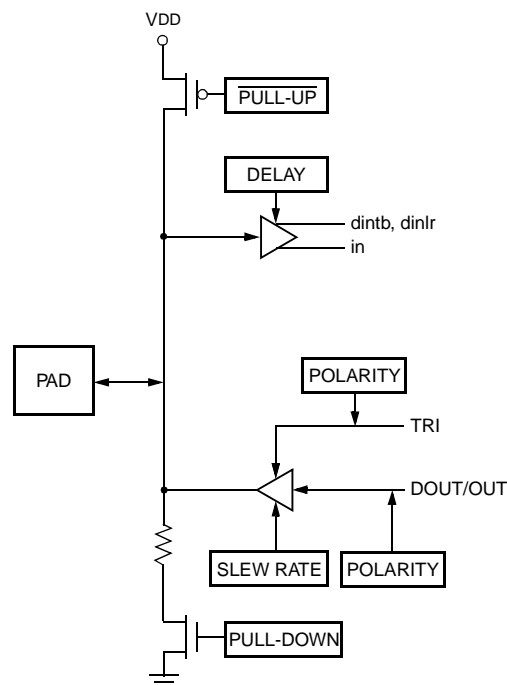 VDD
PULL-UP
DELAY
dintb, dinlr
in
PAD
POLARITY
TRI
DOUT/OUT
SLEW RATE
POLARITY
PULL-DOWN